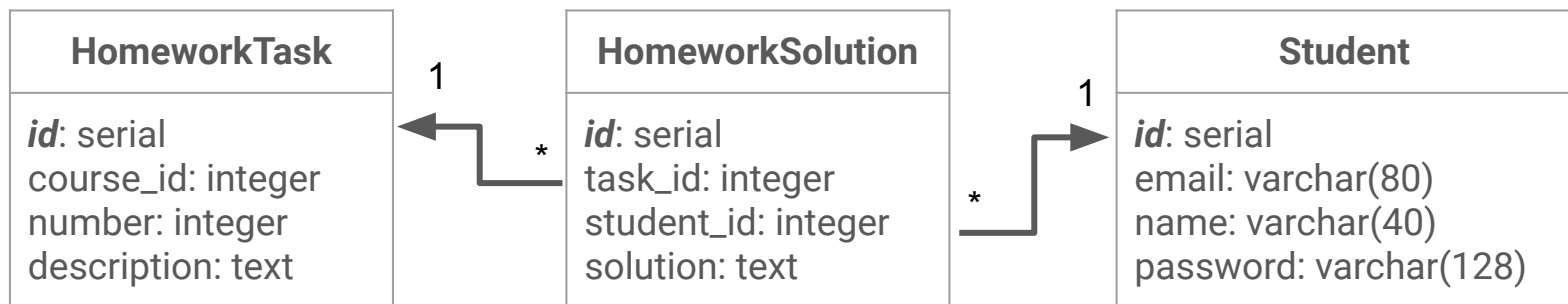 HomeworkTask
id: serial
course_id: integer
number: integer
description: text
1
*
HomeworkSolution
id: serial
task_id: integer
student_id: integer
solution: text
*
1
Student
id: serial
email: varchar(80)
name: varchar(40)
password: varchar(128)